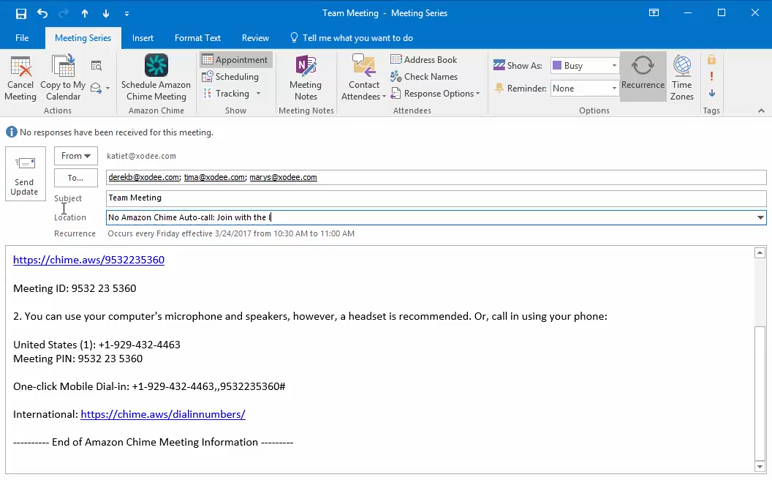 Team Meeting - Meeting Series
File Meeting Series Insert Format Text Review Tell me what you want to do
Cancel Meeting
Copy to My Calendar
Actions
Schedule Amazon Chime Meeting
Amazon Chime
Appointment
Scheduling
Tracking
Show
Meeting Notes
Meeting Notes
Contact Attendees
Address Book
Check Names
Response Options
Attendees
Show As: Busy
Reminder: None
Recurrence
Time Zones
Options
Tags
No responses have been received for this meeting.
Send Update
From katiet@xodee.com
To... derekb@xodee.com; tima@xodee.com; marys@xodee.com
Subject Team Meeting
Location No Amazon Chime Auto-call: Join with the l
Recurrence Occurs every Friday effective 3/24/2017 from 10:30 AM to 11:00 AM
https://chime.aws/9532235360
Meeting ID: 9532 23 5360
2. You can use your computer's microphone and speakers, however, a headset is recommended. Or, call in using your phone:
United States (1): +1-929-432-4463
Meeting PIN: 9532 23 5360
One-click Mobile Dial-in: +1-929-432-4463,,9532235360#
International: https://chime.aws/dialinnumbers/
---------- End of Amazon Chime Meeting Information ---------